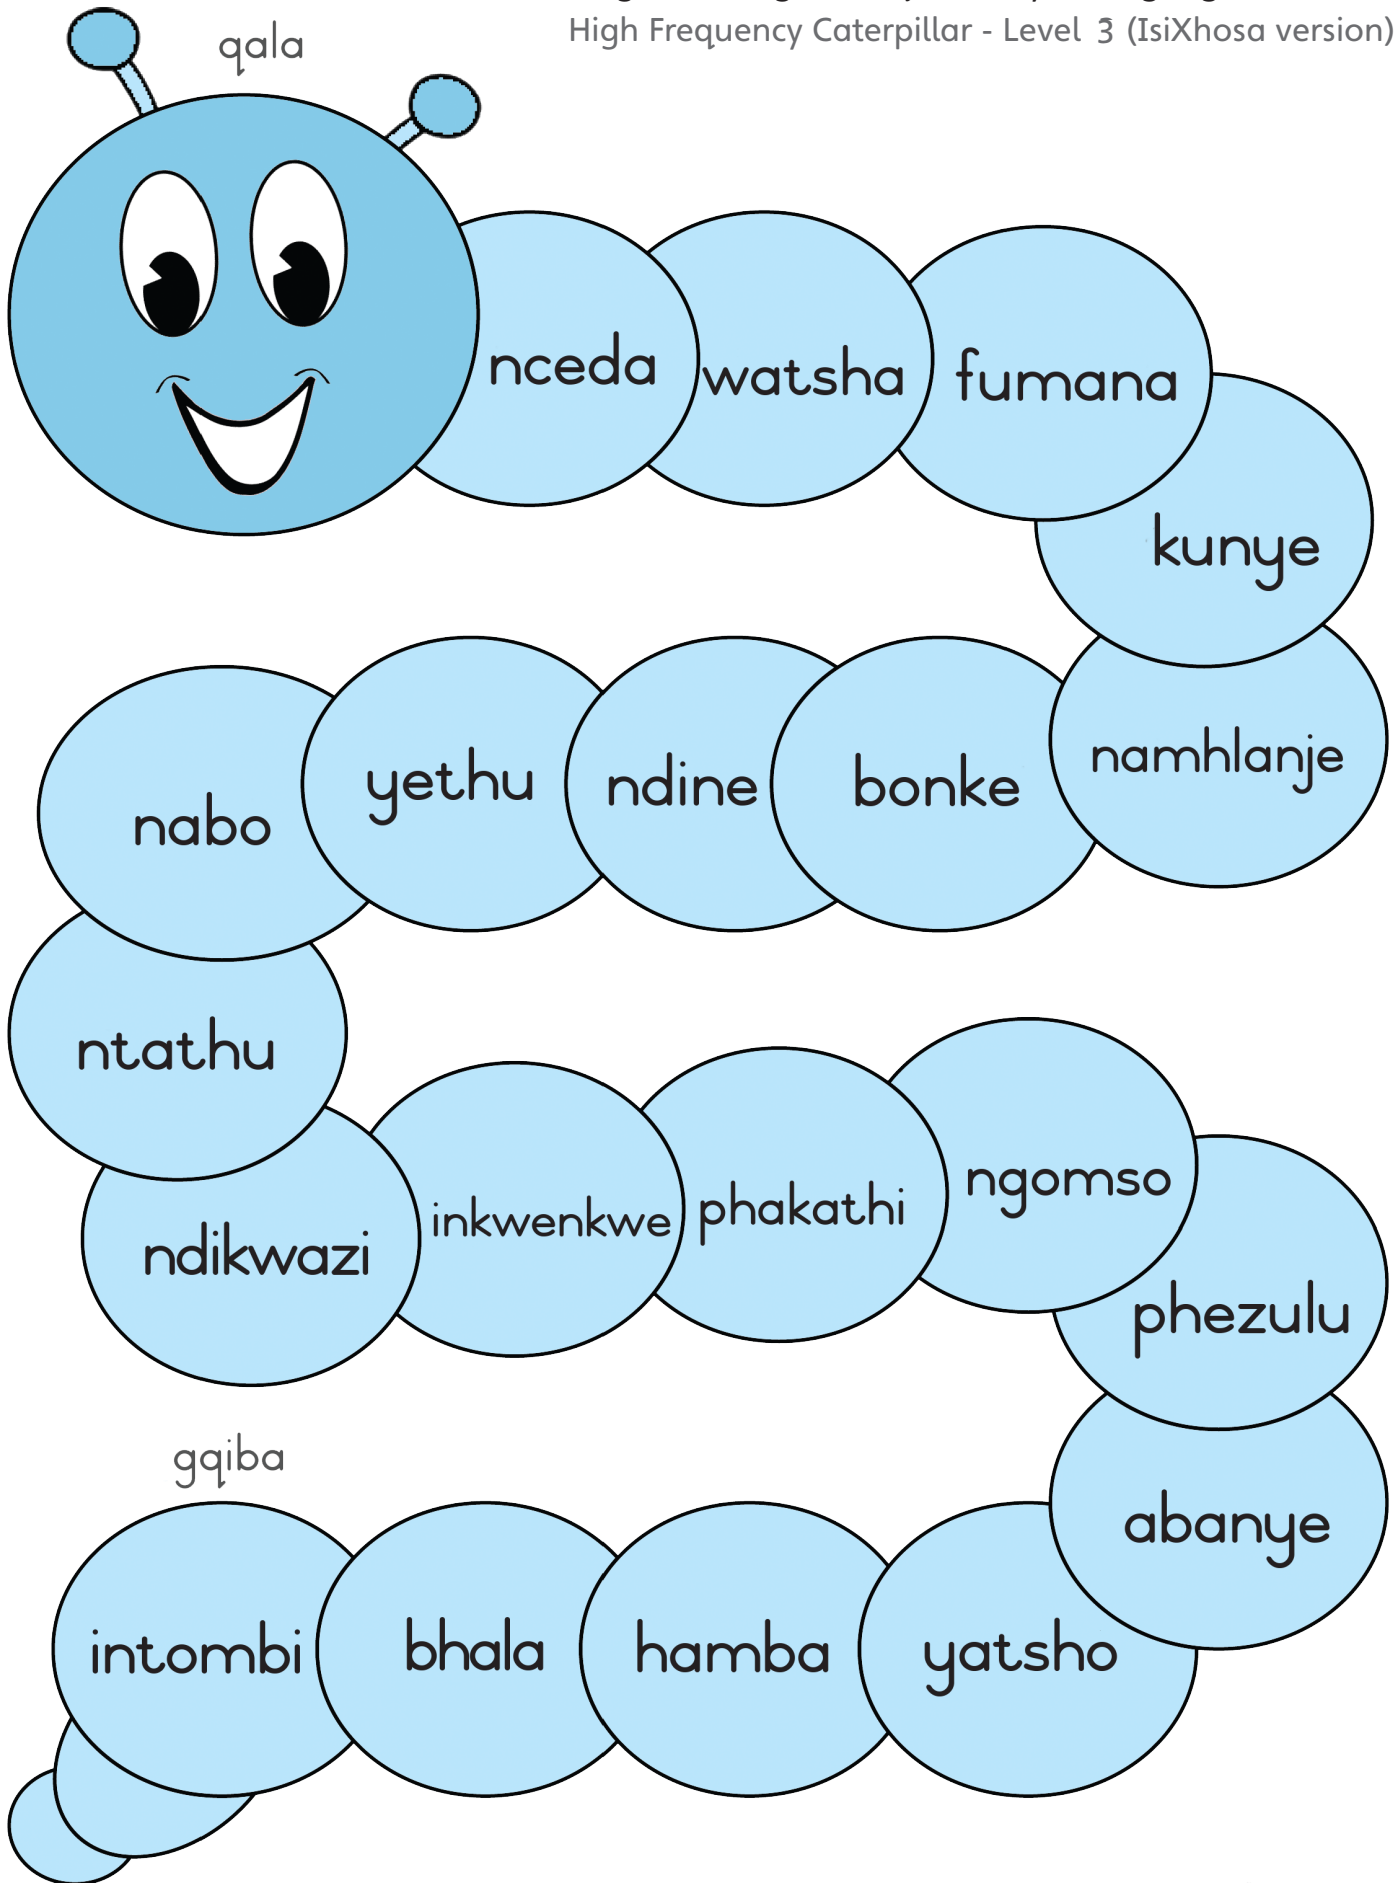 High Frequency Caterpillar - Level 3 (IsiXhosa version)
qala
nceda
watsha
fumana
kunye
namhlanje
bonke
ndine
yethu
nabo
ntathu
ndikwazi
inkwenkwe
phakathi
ngomso
phezulu
abanye
yatsho
hamba
bhala
intombi
gqiba